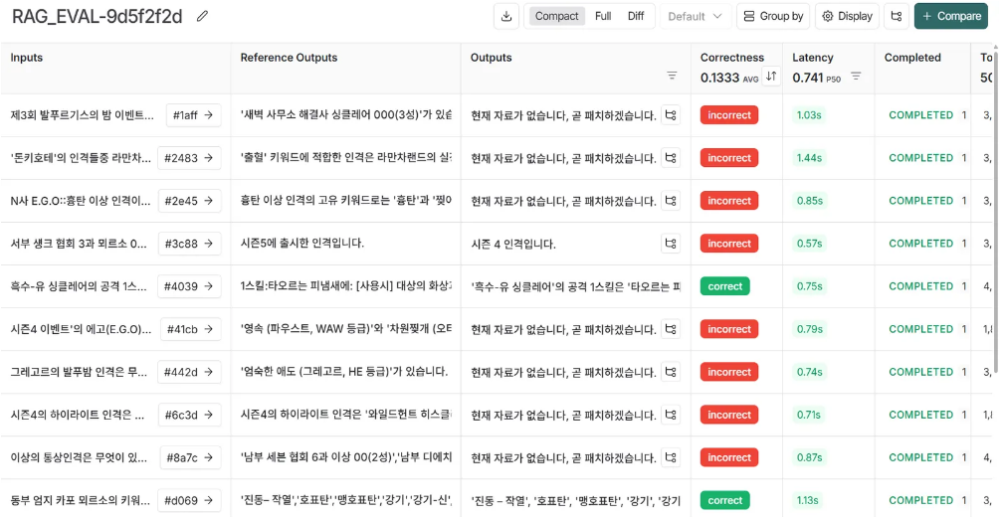 RAG_EVAL-9d5f2f2d
Compact Full Diff Default Group by Display + Compare
Inputs Reference Outputs Outputs Correctness Latency Completed
0.1333 AVG 0.741 P50
제3회 발푸르기스의 밤 이벤트... #1aff → '새벽 사무소 해결사 싱클레어 000(3성)'가 있습 현재 자료가 없습니다, 곧 패치하겠습니다. incorrect 1.03s COMPLETED 1 3,
'돈키호테'의 인격들중 라만차... #2483 → '출혈' 키워드에 적합한 인격은 라만차랜드의 실장 현재 자료가 없습니다, 곧 패치하겠습니다. incorrect 1.44s COMPLETED 1 3,
N사 E.G.O::흉탄 이상 인격이... #2e45 → 흉탄 이상 인격의 고유 키워드로는 '흉탄'과 '찢어 현재 자료가 없습니다, 곧 패치하겠습니다. incorrect 0.85s COMPLETED 1 3,
서부 섕크 협회 3과 뫼르소 0... #3c88 → 시즌5에 출시한 인격입니다. 시즌 4 인격입니다. incorrect 0.57s COMPLETED 1 3,
흑수-유 싱클레어의 공격 1스... #4039 → 1스킬:타오르는 피냄새에: [사용시] 대상의 화상 '흑수-유 싱클레어'의 공격 1스킬은 '타오르는 피 correct 0.75s COMPLETED 1 4,
시즌4 이벤트'의 에고(E.G.O)... #41cb → '영속 (파우스트, WAW 등급)'와 '차원찢개 (오티 현재 자료가 없습니다, 곧 패치하겠습니다. incorrect 0.79s COMPLETED 1 1,
그레고르의 발푸밤 인격은 무... #442d → '엄숙한 애도 (그레고르, HE 등급)'가 있습니다. 현재 자료가 없습니다, 곧 패치하겠습니다. incorrect 0.74s COMPLETED 1 3,
시즌4의 하이라이트 인격은 ... #6c3d → 시즌4의 하이라이트 인격은 '와일드헌트 히스클 현재 자료가 없습니다, 곧 패치하겠습니다. incorrect 0.71s COMPLETED 1 1,
이상의 통상인격은 무엇이 있... #8a7c → '남부 세븐 협회 6과 이상 00(2성)','남부 디에치 현재 자료가 없습니다, 곧 패치하겠습니다. incorrect 0.87s COMPLETED 1 4,
동부 엄지 카포 뫼르소의 키워... #d069 → '진동– 작열','호표탄','맹호표탄','강기','강기-신', '진동 – 작열', '호표탄', '맹호표탄', '강기', '강기 correct 1.13s COMPLETED 1 3,